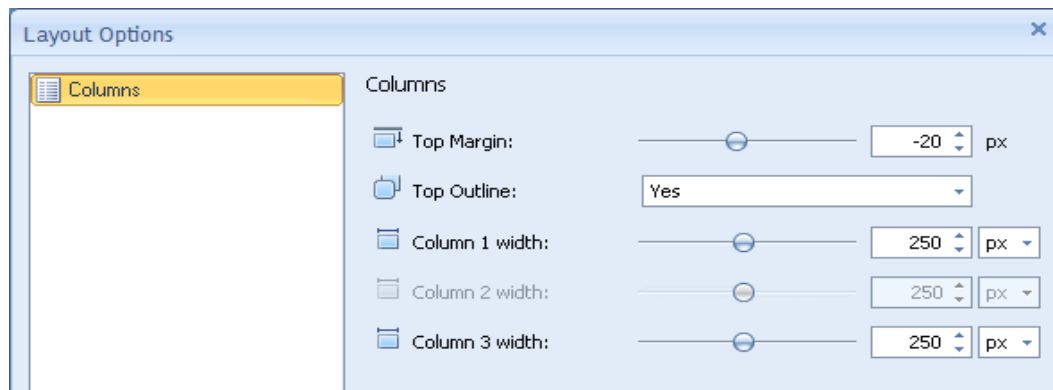 Layout Options
Columns
Columns
Top Margin: -20 px
Top Outline: Yes
Column 1 width: 250 px
Column 2 width: 250 px
Column 3 width: 250 px